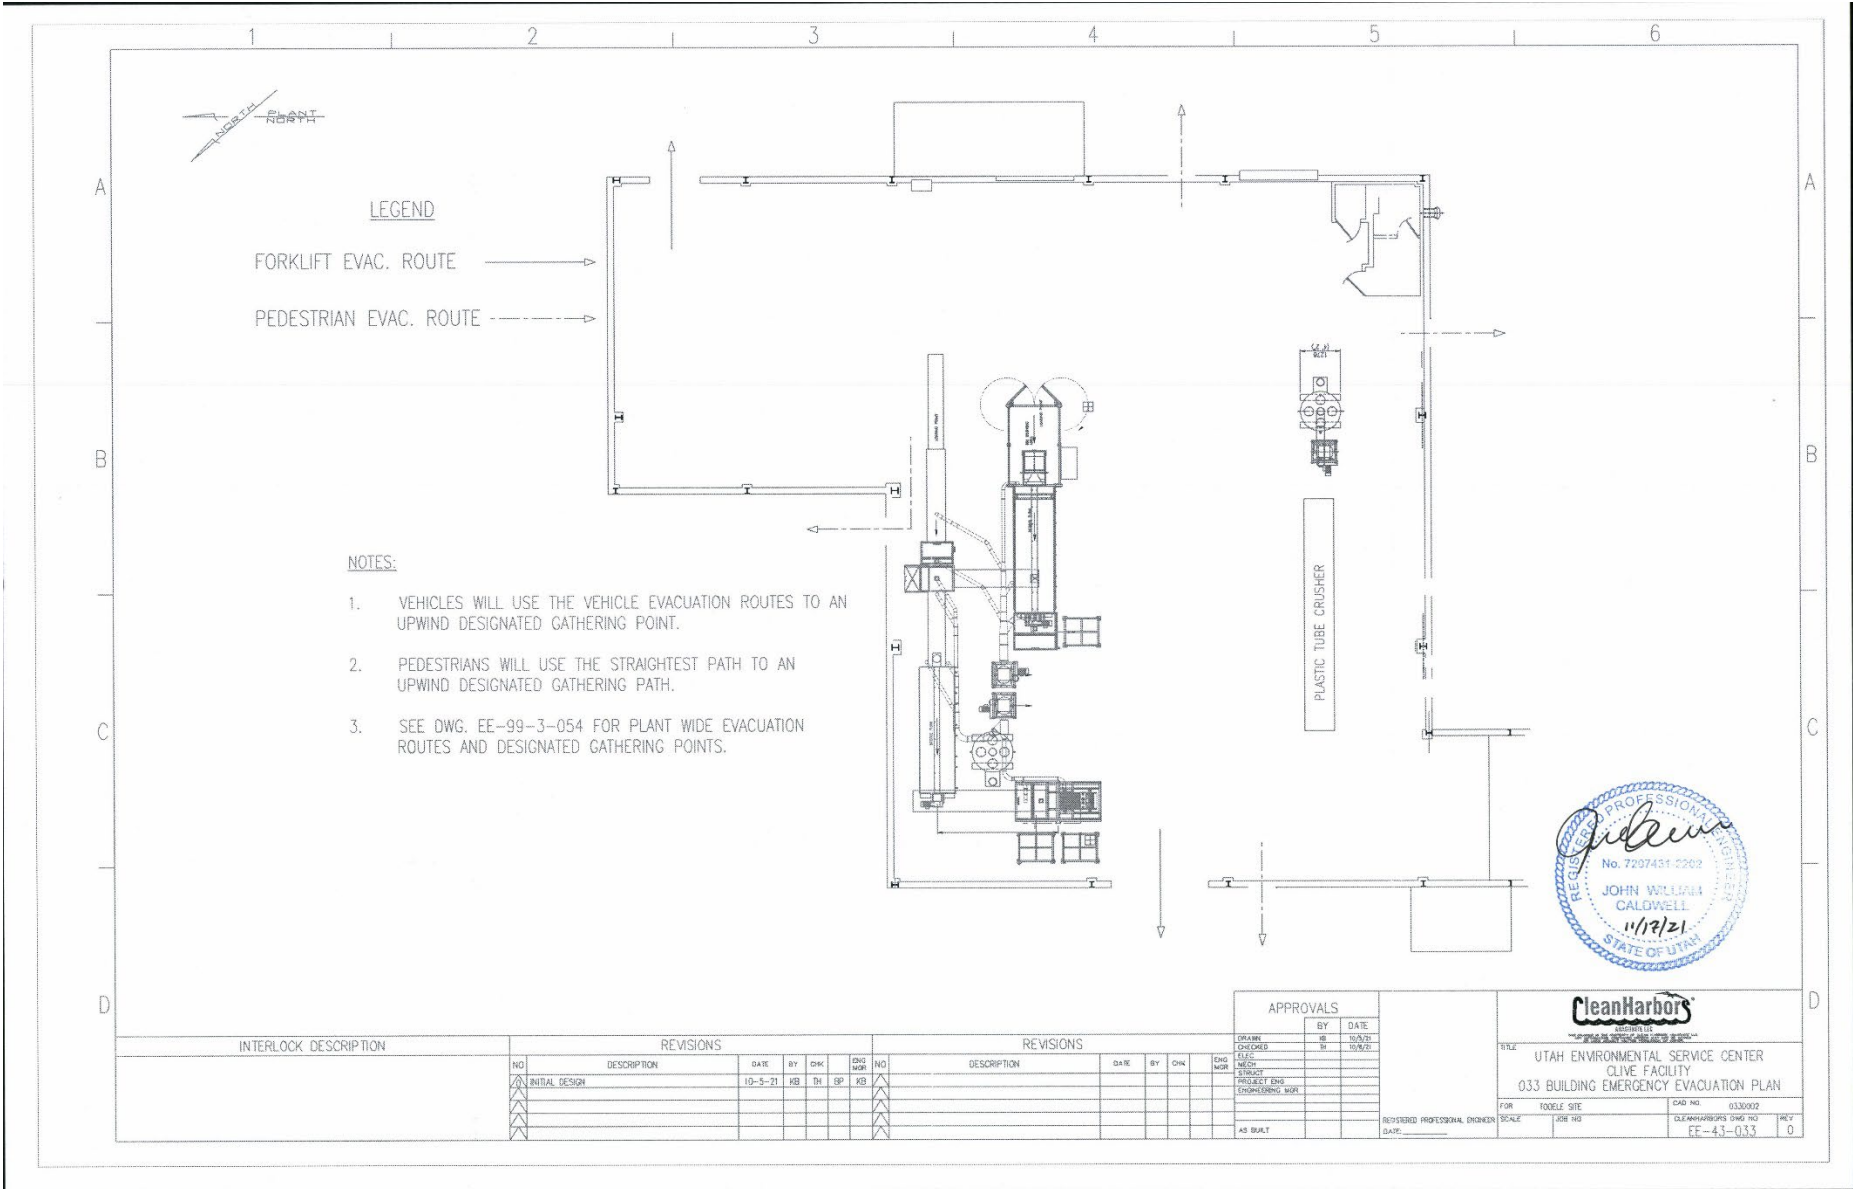 1 2 3 4 5 6
A A
B B
C C
D D
NORTH
PLANT
NORTH
LEGEND
FORKLIFT EVAC. ROUTE
PEDESTRIAN EVAC. ROUTE
NOTES:
1. VEHICLES WILL USE THE VEHICLE EVACUATION ROUTES TO AN
UPWIND DESIGNATED GATHERING POINT.
2. PEDESTRIANS WILL USE THE STRAIGHTEST PATH TO AN
UPWIND DESIGNATED GATHERING PATH.
3. SEE DWG. EE-99-3-054 FOR PLANT WIDE EVACUATION
ROUTES AND DESIGNATED GATHERING POINTS.
1278
PLASTIC TUBE CRUSHER
REGISTERED PROFESSIONAL ENGINEER
No. 7207431-2202
JOHN WILLIAM
CALDWELL
11/17/21
STATE OF UTAH
INTERLOCK DESCRIPTION
REVISIONS
NO DESCRIPTION DATE BY CHK ENG MGR
0 INITIAL DESIGN 10-5-21 KB TH BP KB
REVISIONS
NO DESCRIPTION DATE BY CHK ENG MGR
APPROVALS
BY DATE
DRAWN KB 10/5/21
CHECKED TH 10/6/21
ELEC
MECH
STRUCT
PROJECT ENG
ENGINEERING MGR
AS BUILT
REGISTERED PROFESSIONAL ENGINEER
DATE:
CleanHarbors
ARAGONITE LLC
TITLE
UTAH ENVIRONMENTAL SERVICE CENTER
CLIVE FACILITY
033 BUILDING EMERGENCY EVACUATION PLAN
FOR TOOELE SITE
CAD NO. 0330002
SCALE JOB NO
CLEANHARBORS DWG NO
EE-43-033
REV
0